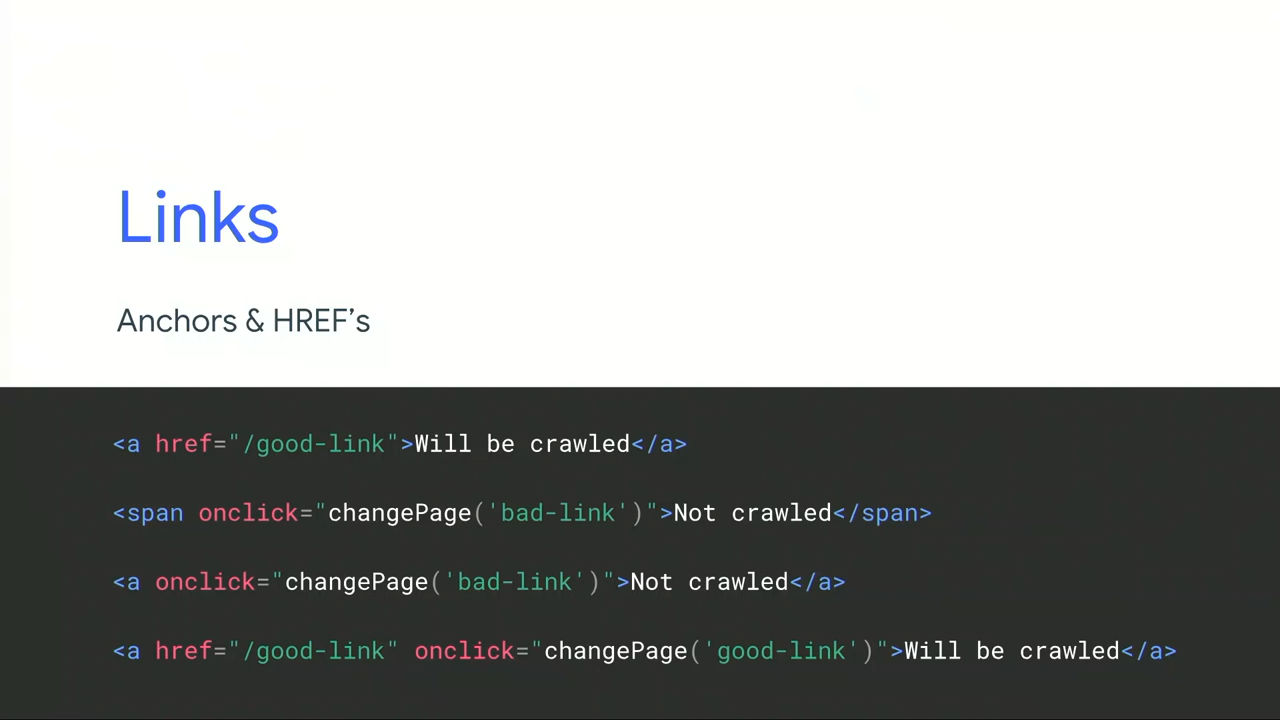 Links
Anchors & HREF’s
<a href="/good-link">Will be crawled</a>
<span onclick="changePage('bad-link')">Not crawled</span>
<a onclick="changePage('bad-link')">Not crawled</a>
<a href="/good-link" onclick="changePage('good-link')">Will be crawled</a>